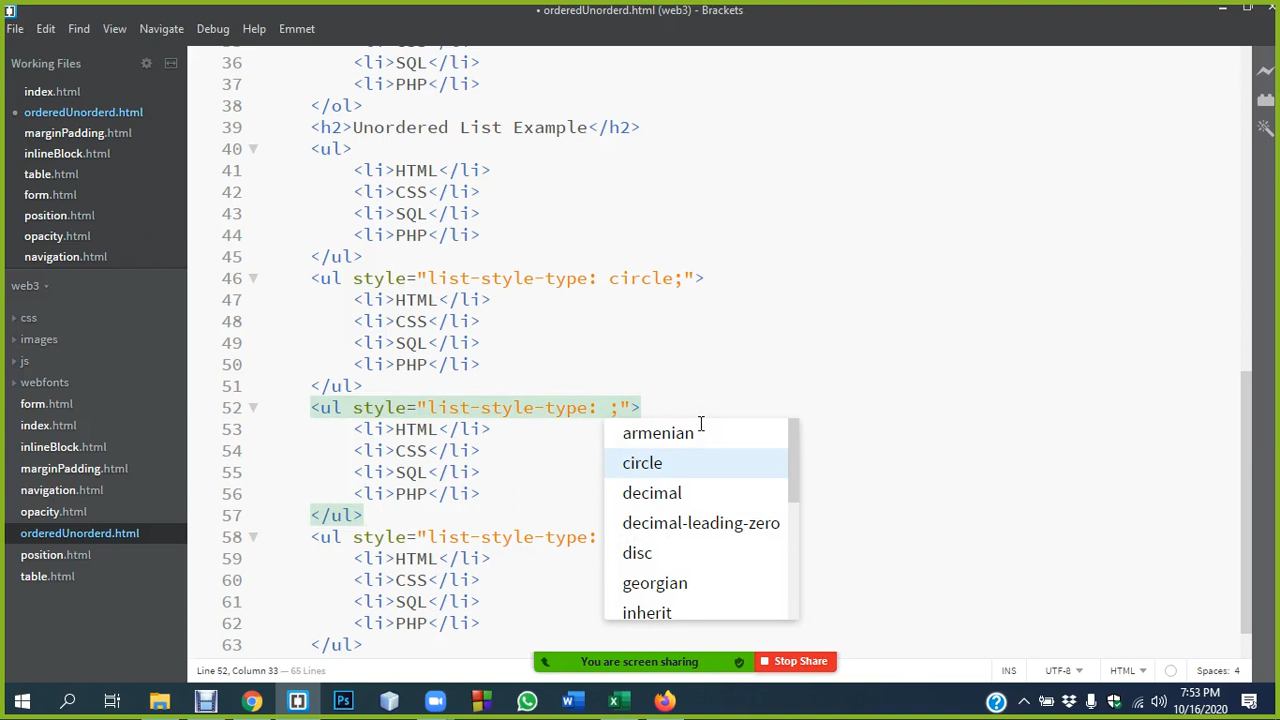 • orderedUnorderd.html (web3) - Brackets
File Edit Find View Navigate Debug Help Emmet
Working Files
index.html
• orderedUnorderd.html
marginPadding.html
inlineBlock.html
table.html
form.html
position.html
opacity.html
navigation.html
web3
css
images
js
webfonts
form.html
index.html
inlineBlock.html
marginPadding.html
navigation.html
opacity.html
orderedUnorderd.html
position.html
table.html
36 <li>SQL</li>
37 <li>PHP</li>
38 </ol>
39 <h2>Unordered List Example</h2>
40 <ul>
41 <li>HTML</li>
42 <li>CSS</li>
43 <li>SQL</li>
44 <li>PHP</li>
45 </ul>
46 <ul style="list-style-type: circle;">
47 <li>HTML</li>
48 <li>CSS</li>
49 <li>SQL</li>
50 <li>PHP</li>
51 </ul>
52 <ul style="list-style-type: ;">
53 <li>HTML</li>
54 <li>CSS</li>
55 <li>SQL</li>
56 <li>PHP</li>
57 </ul>
58 <ul style="list-style-type:
59 <li>HTML</li>
60 <li>CSS</li>
61 <li>SQL</li>
62 <li>PHP</li>
63 </ul>
armenian
circle
decimal
decimal-leading-zero
disc
georgian
inherit
You are screen sharing Stop Share
Line 52, Column 33 — 65 Lines
INS UTF-8 HTML Spaces: 4
7:53 PM
10/16/2020